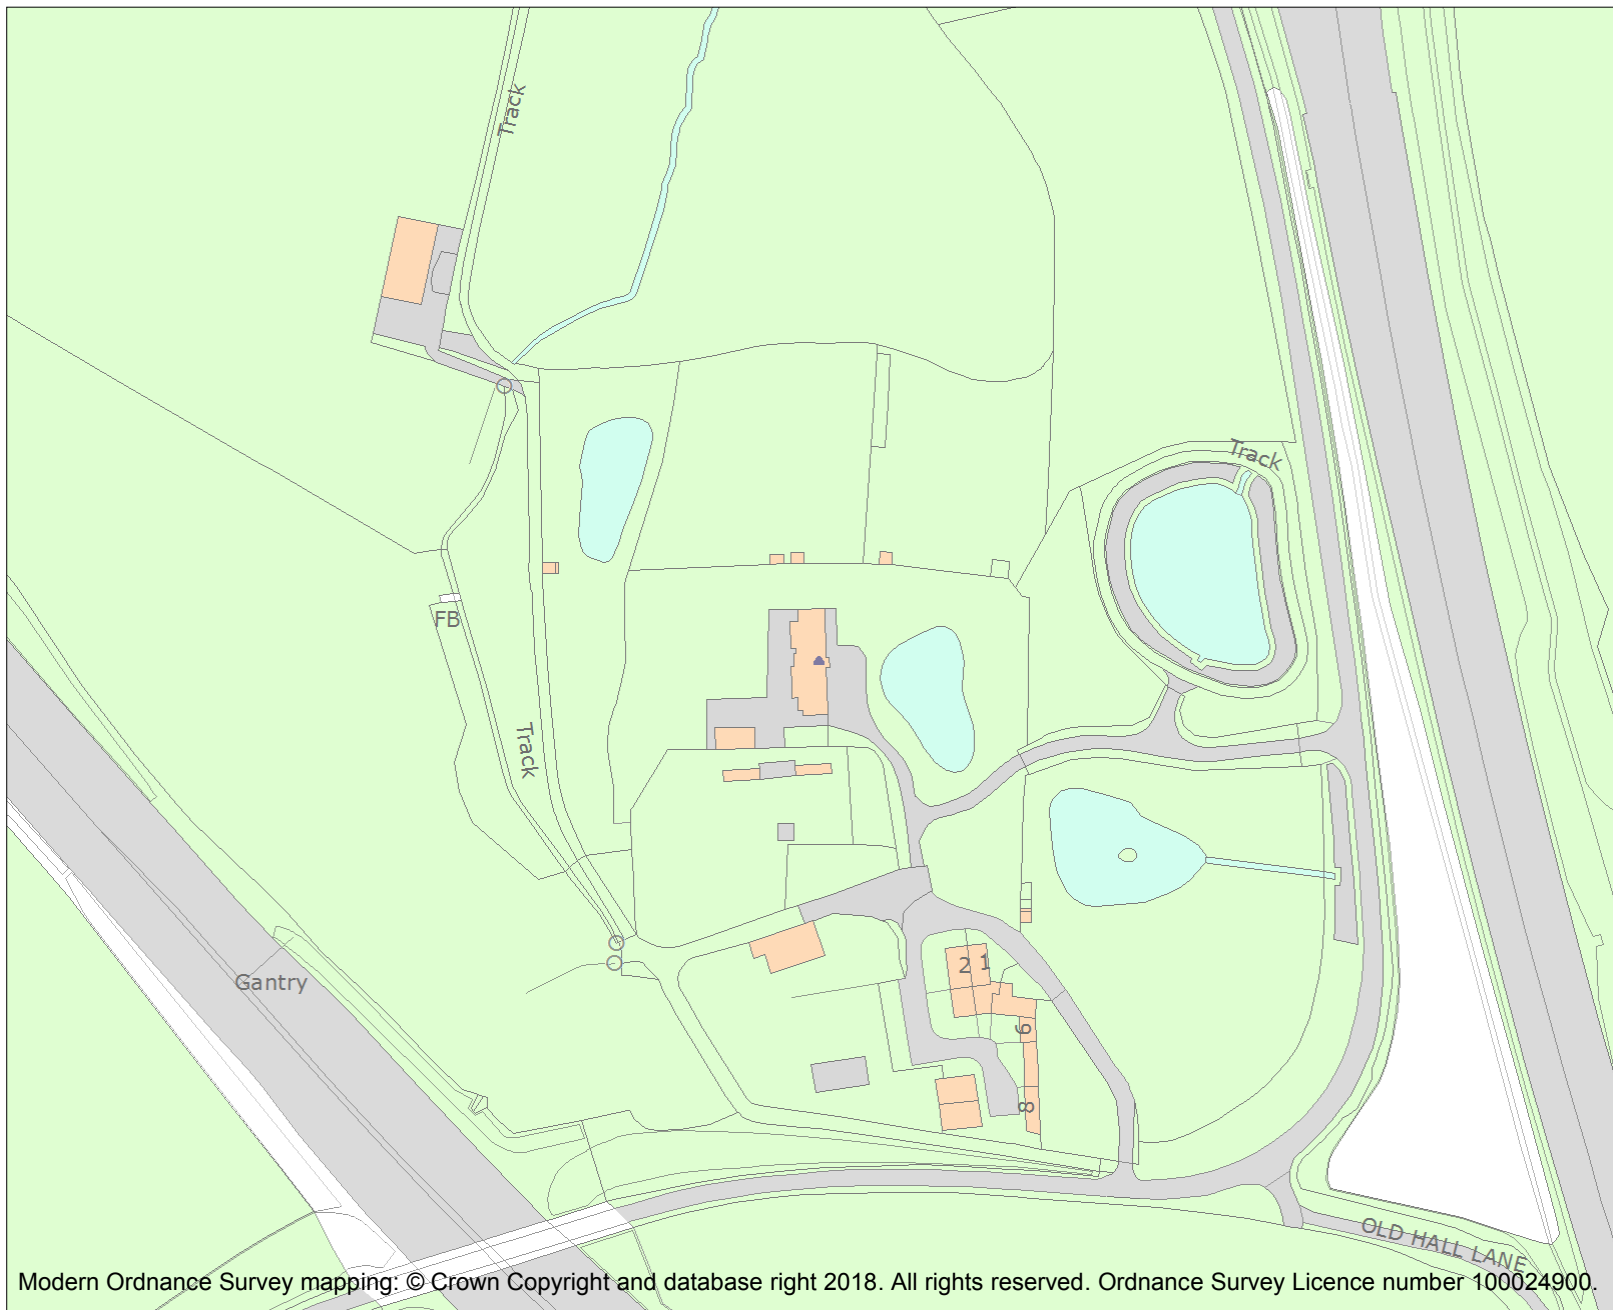 Track
Track
FB
Track
Gantry
2 1
6
8
OLD HALL LANE
Modern Ordnance Survey mapping: © Crown Copyright and database right 2018. All rights reserved. Ordnance Survey Licence number 100024900.